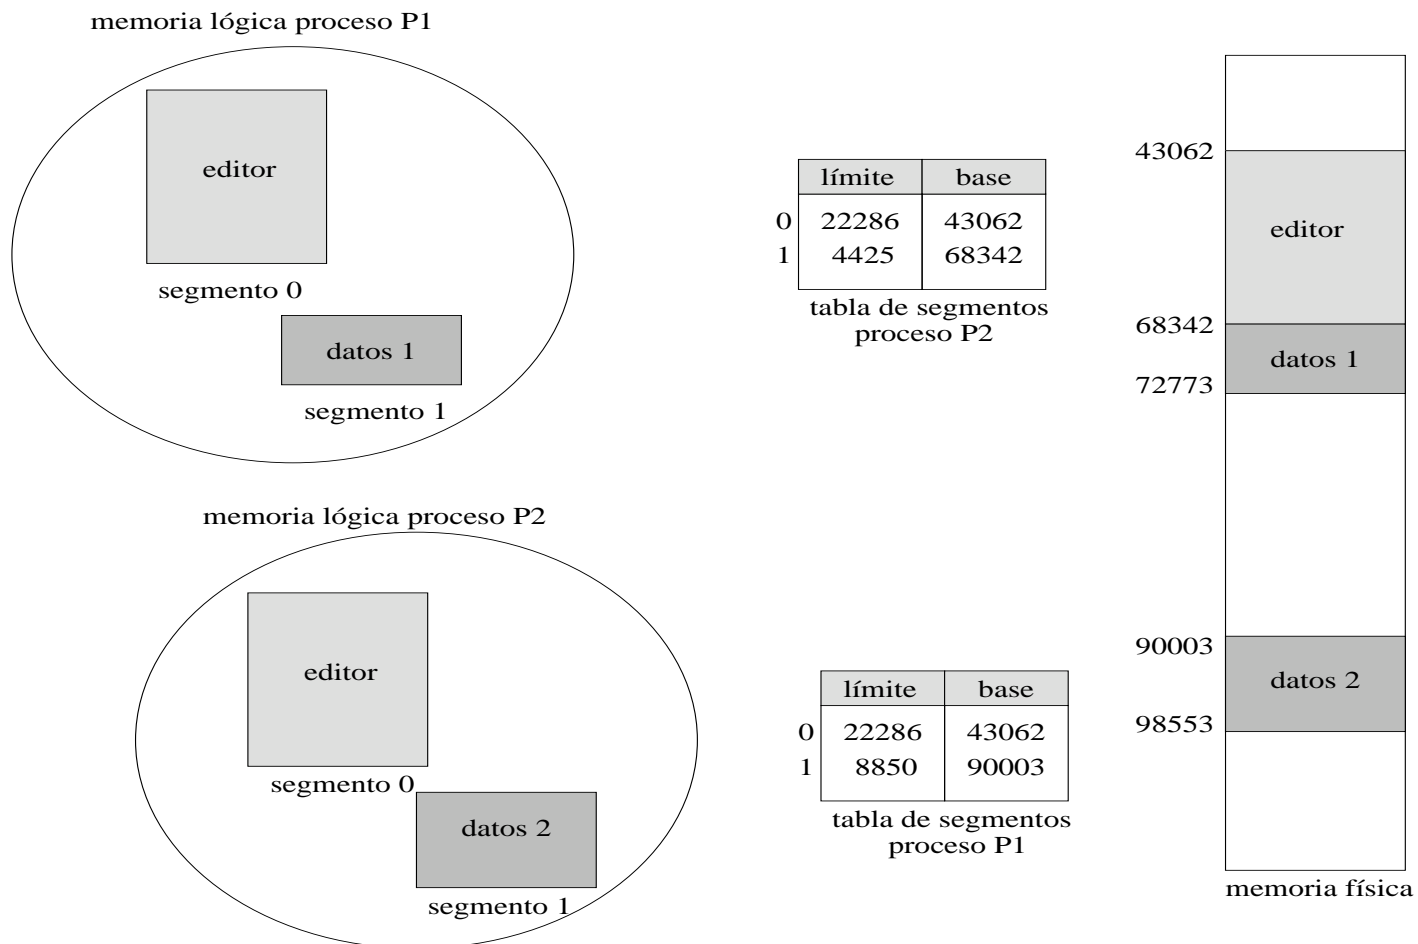 memoria lógica proceso P1
editor
segmento 0
datos 1
segmento 1
límite base
0 22286 43062
1 4425 68342
tabla de segmentos
proceso P2
43062
editor
68342
datos 1
72773
90003
datos 2
98553
memoria física
memoria lógica proceso P2
editor
segmento 0
datos 2
segmento 1
límite base
0 22286 43062
1 8850 90003
tabla de segmentos
proceso P1